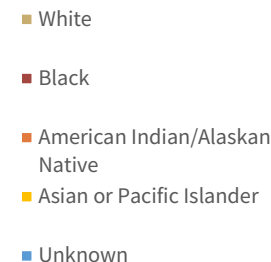 White
Black
American Indian/Alaskan
Native
Asian or Pacific Islander
Unknown